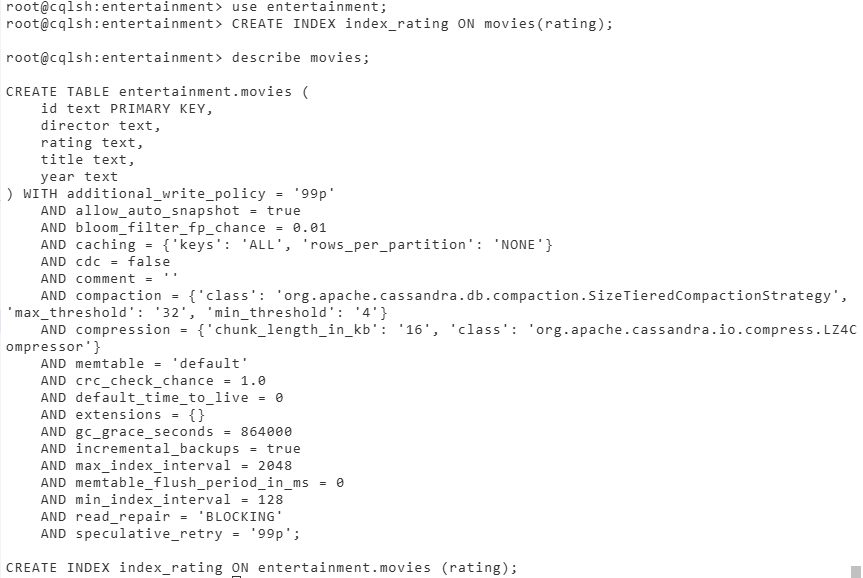 root@cqlsh:entertainment> use entertainment;
root@cqlsh:entertainment> CREATE INDEX index_rating ON movies(rating);
root@cqlsh:entertainment> describe movies;
CREATE TABLE entertainment.movies (
    id text PRIMARY KEY,
    director text,
    rating text,
    title text,
    year text
) WITH additional_write_policy = '99p'
    AND allow_auto_snapshot = true
    AND bloom_filter_fp_chance = 0.01
    AND caching = {'keys': 'ALL', 'rows_per_partition': 'NONE'}
    AND cdc = false
    AND comment = ''
    AND compaction = {'class': 'org.apache.cassandra.db.compaction.SizeTieredCompactionStrategy',
'max_threshold': '32', 'min_threshold': '4'}
    AND compression = {'chunk_length_in_kb': '16', 'class': 'org.apache.cassandra.io.compress.LZ4C
ompressor'}
    AND memtable = 'default'
    AND crc_check_chance = 1.0
    AND default_time_to_live = 0
    AND extensions = {}
    AND gc_grace_seconds = 864000
    AND incremental_backups = true
    AND max_index_interval = 2048
    AND memtable_flush_period_in_ms = 0
    AND min_index_interval = 128
    AND read_repair = 'BLOCKING'
    AND speculative_retry = '99p';
CREATE INDEX index_rating ON entertainment.movies (rating);